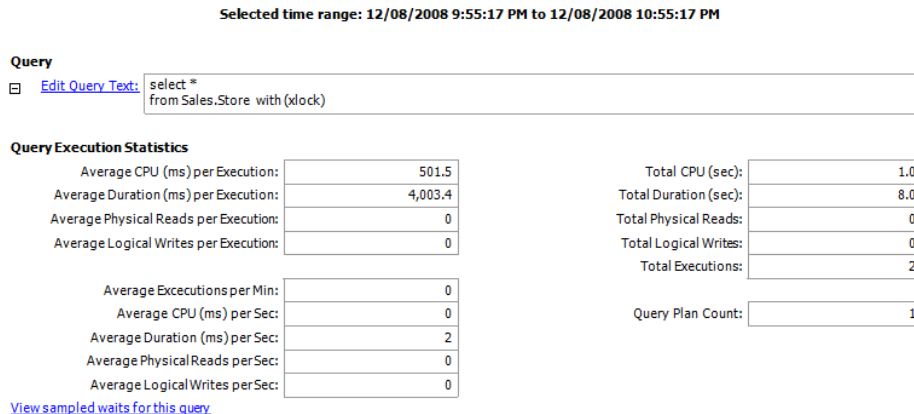 Selected time range: 12/08/2008 9:55:17 PM to 12/08/2008 10:55:17 PM
Query
Edit Query Text: select *
from Sales.Store with (xlock)
Query Execution Statistics
Average CPU (ms) per Execution: 501.5 Total CPU (sec): 1.0
Average Duration (ms) per Execution: 4,003.4 Total Duration (sec): 8.0
Average Physical Reads per Execution: 0 Total Physical Reads: 0
Average Logical Writes per Execution: 0 Total Logical Writes: 0
Total Executions: 2
Average Excecutions per Min: 0
Average CPU (ms) per Sec: 0 Query Plan Count: 1
Average Duration (ms) per Sec: 2
Average Physical Reads per Sec: 0
Average Logical Writes per Sec: 0
View sampled waits for this query